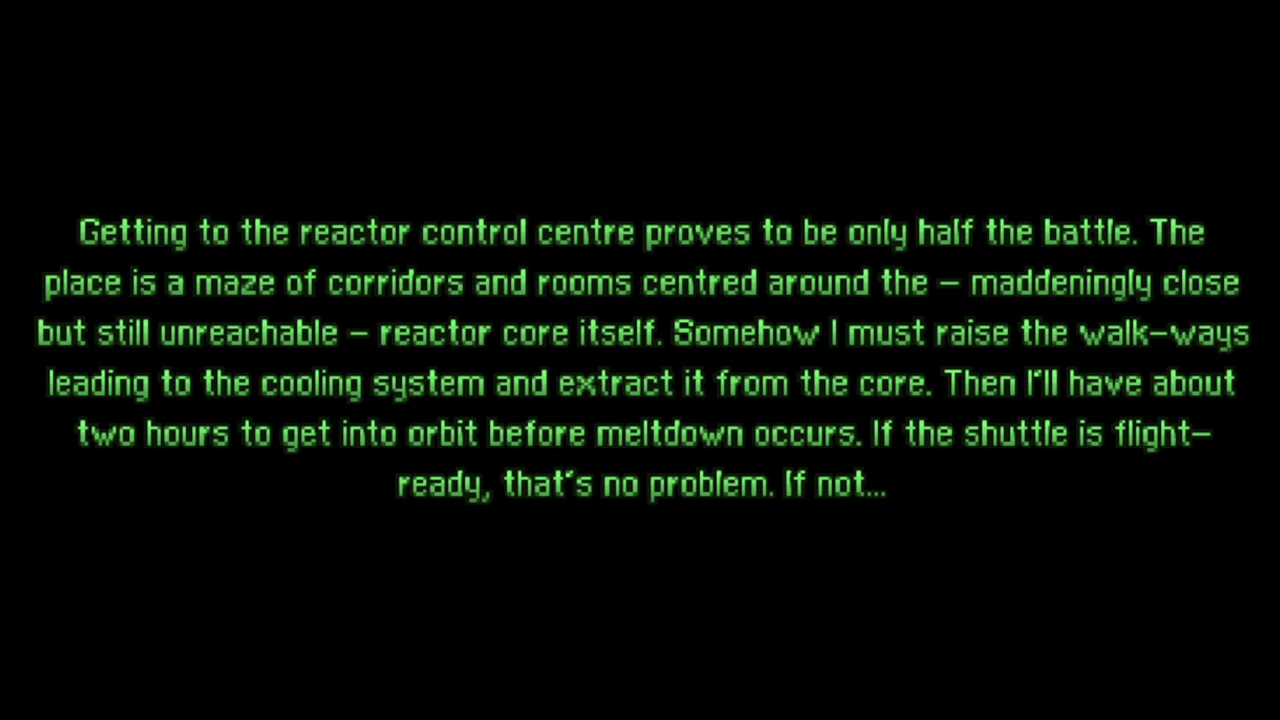 Getting to the reactor control centre proves to be only half the battle. The
place is a maze of corridors and rooms centred around the – maddeningly close
but still unreachable – reactor core itself. Somehow I must raise the walk–ways
leading to the cooling system and extract it from the core. Then I'll have about
two hours to get into orbit before meltdown occurs. If the shuttle is flight–
ready, that's no problem. If not...